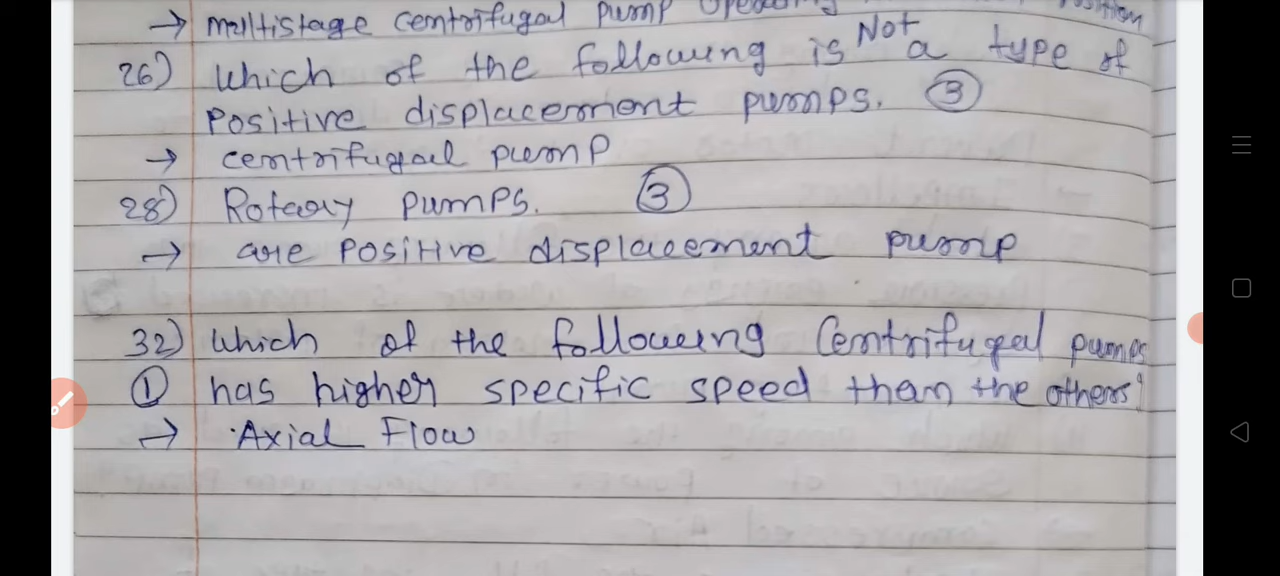 → Multistage centrifugal pump
26) Which of the following is Not a type of
Positive displacement pumps. ③
→ centrifugal pump
28) Rotary pumps. ③
→ are positive displacement pump
32) Which of the following Centrifugal pumps
① has higher specific speed than the others?
→ Axial Flow